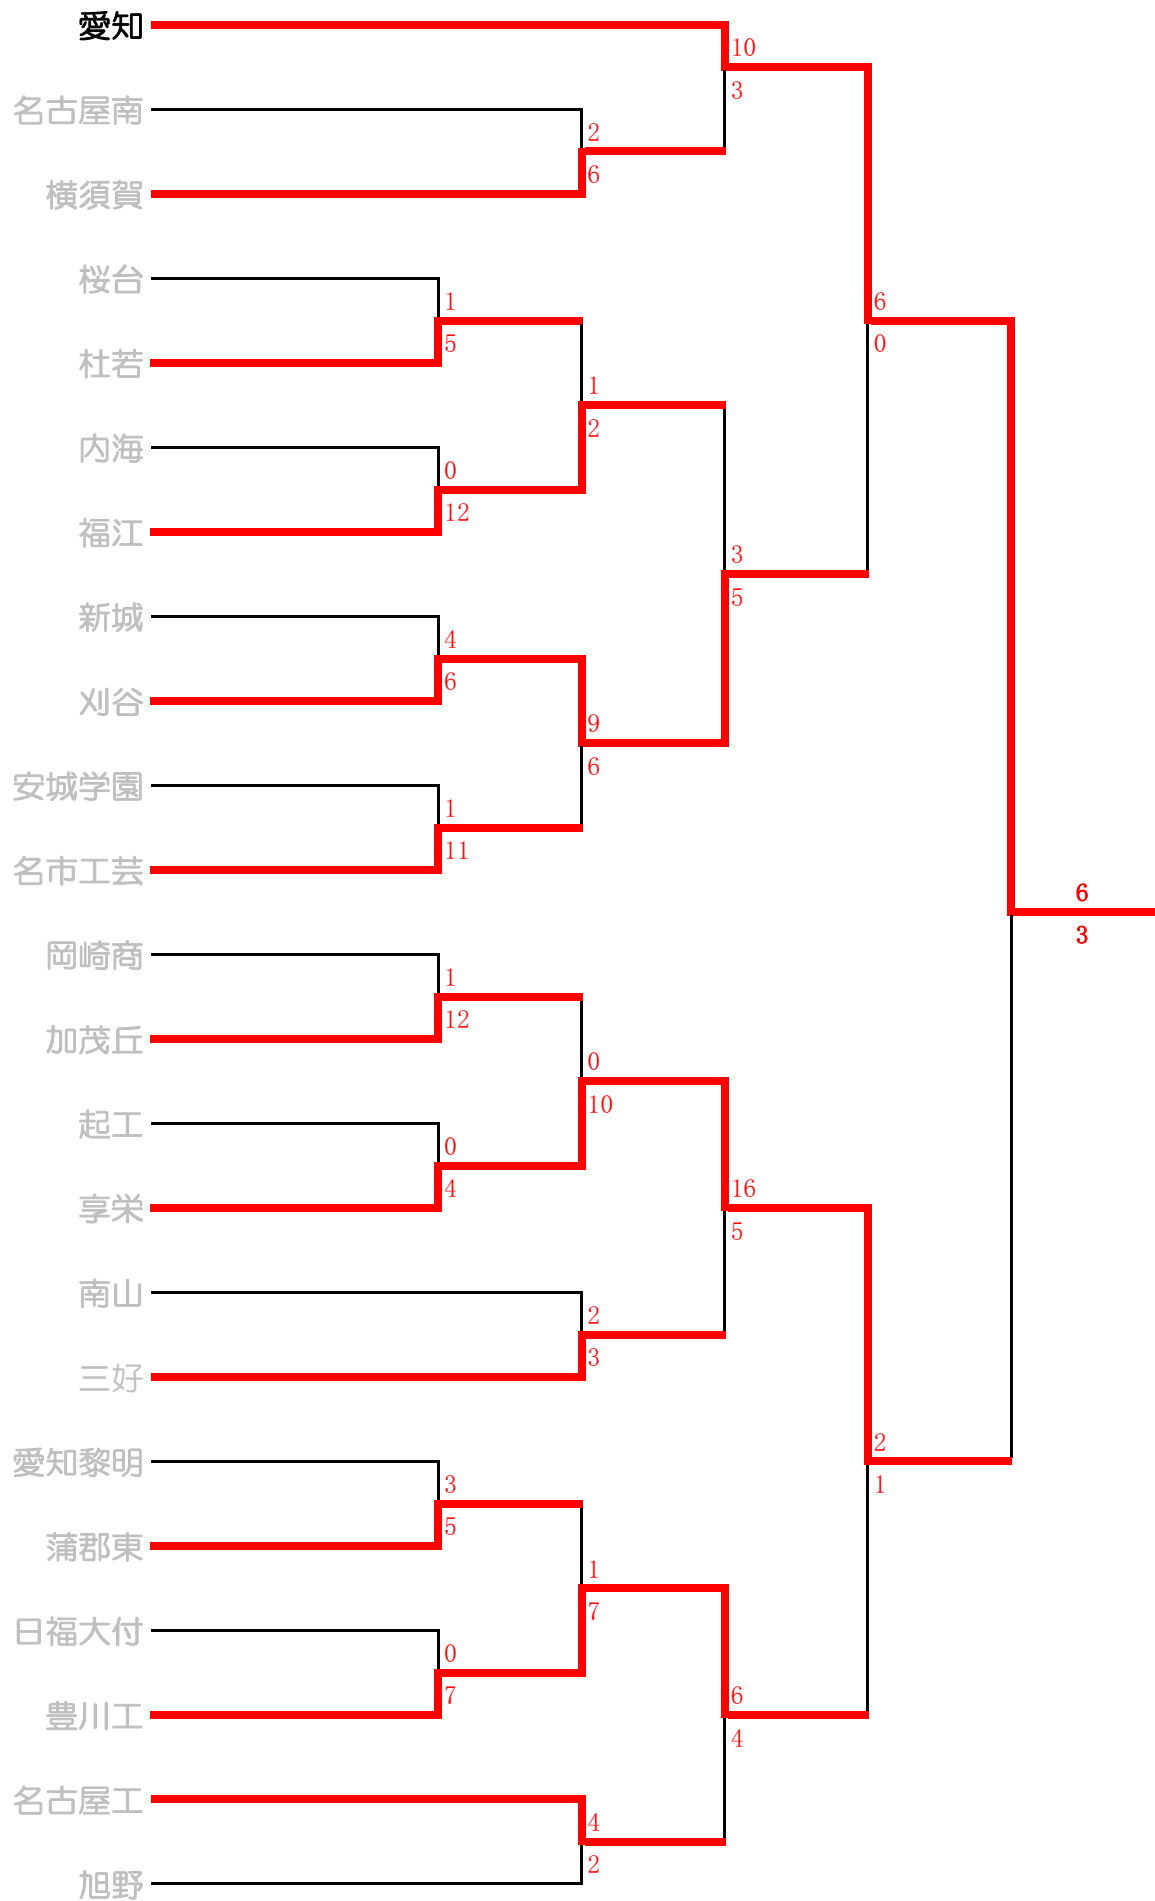 愛知
10
3
名古屋南
2
6
横須賀
桜台
1
6
0
5
杜若
1
2
内海
0
12
福江
3
5
新城
4
6
刈谷
9
6
安城学園
1
11
名市工芸
6
3
岡崎商
1
12
加茂丘
0
10
起工
0
4
享栄
16
5
南山
2
3
三好
2
1
愛知黎明
3
5
蒲郡東
1
7
日福大付
0
7
豊川工
6
4
名古屋工
4
2
旭野